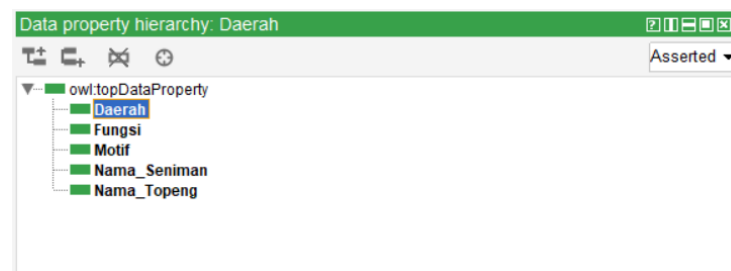 Data property hierarchy: Daerah
Asserted
owl:topDataProperty
Daerah
Fungsi
Motif
Nama_Seniman
Nama_Topeng